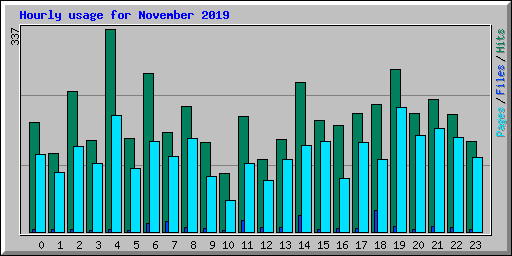 Hourly usage for November 2019
337
Pages / Files / Hits
0 1 2 3 4 5 6 7 8 9 10 11 12 13 14 15 16 17 18 19 20 21 22 23